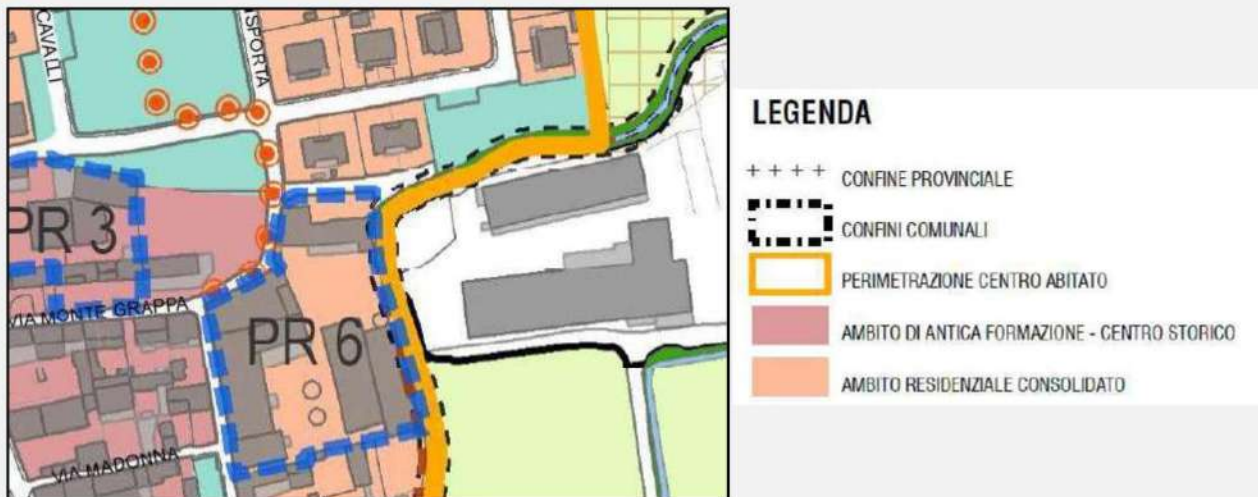 CAVALLI
SPORTA
PR 3
VIA MONTE GRAPPA
PR 6
VIA MADONNA
LEGENDA
CONFINE PROVINCIALE
CONFINI COMUNALI
PERIMETRAZIONE CENTRO ABITATO
AMBITO DI ANTICA FORMAZIONE - CENTRO STORICO
AMBITO RESIDENZIALE CONSOLIDATO